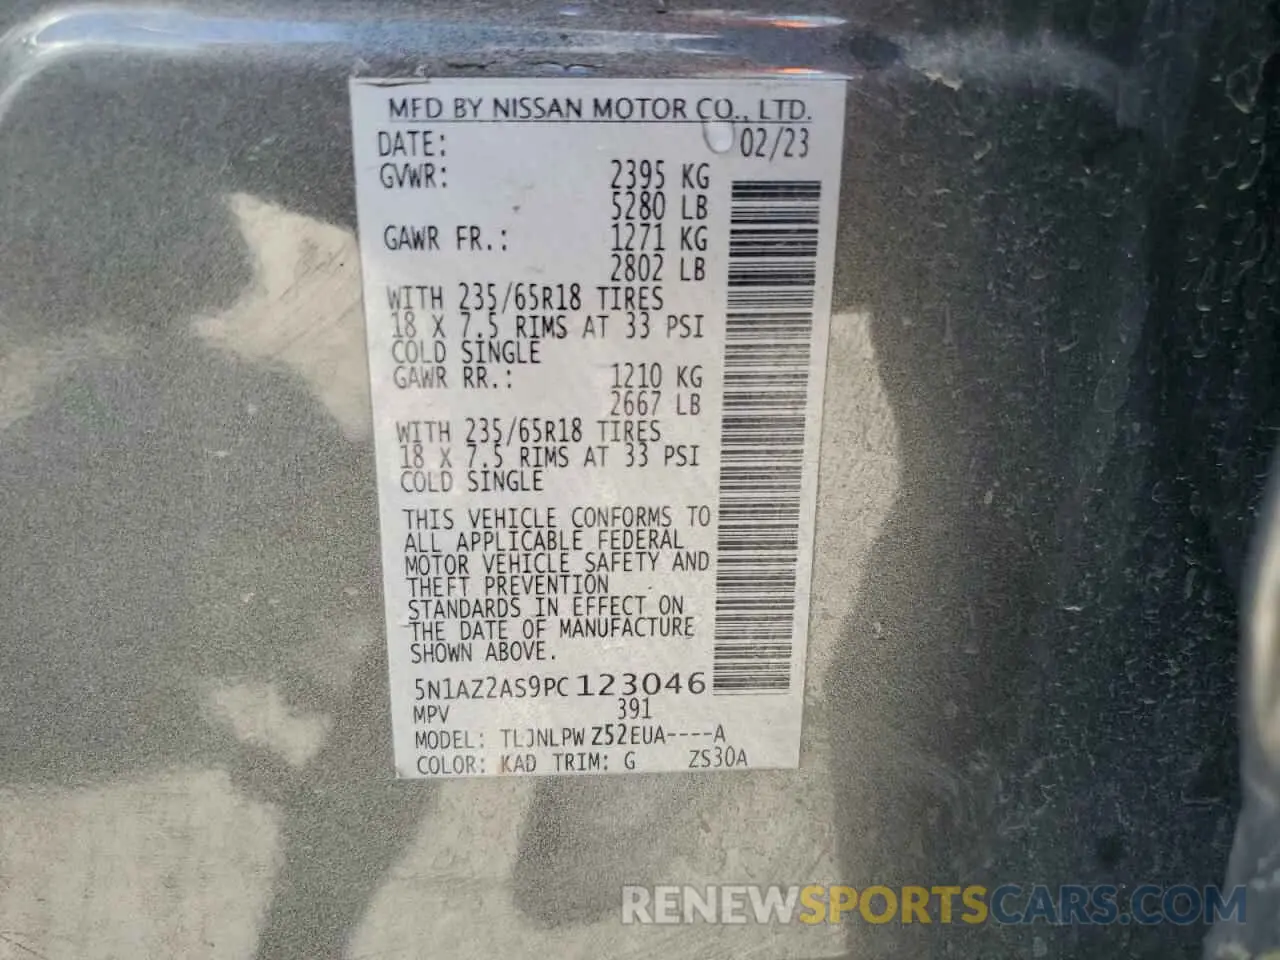 MFD BY NISSAN MOTOR CO., LTD.
DATE: 02/23
GVWR: 2395 KG
5280 LB
GAWR FR.: 1271 KG
2802 LB
WITH 235/65R18 TIRES
18 X 7.5 RIMS AT 33 PSI
COLD SINGLE
GAWR RR.: 1210 KG
2667 LB
WITH 235/65R18 TIRES
18 X 7.5 RIMS AT 33 PSI
COLD SINGLE
THIS VEHICLE CONFORMS TO
ALL APPLICABLE FEDERAL
MOTOR VEHICLE SAFETY AND
THEFT PREVENTION
STANDARDS IN EFFECT ON
THE DATE OF MANUFACTURE
SHOWN ABOVE.
5N1AZ2AS9PC123046
MPV 391
MODEL: TLJNLPW Z52EUA----A
COLOR: KAD TRIM: G ZS30A
RENEWSPORTSCARS.COM